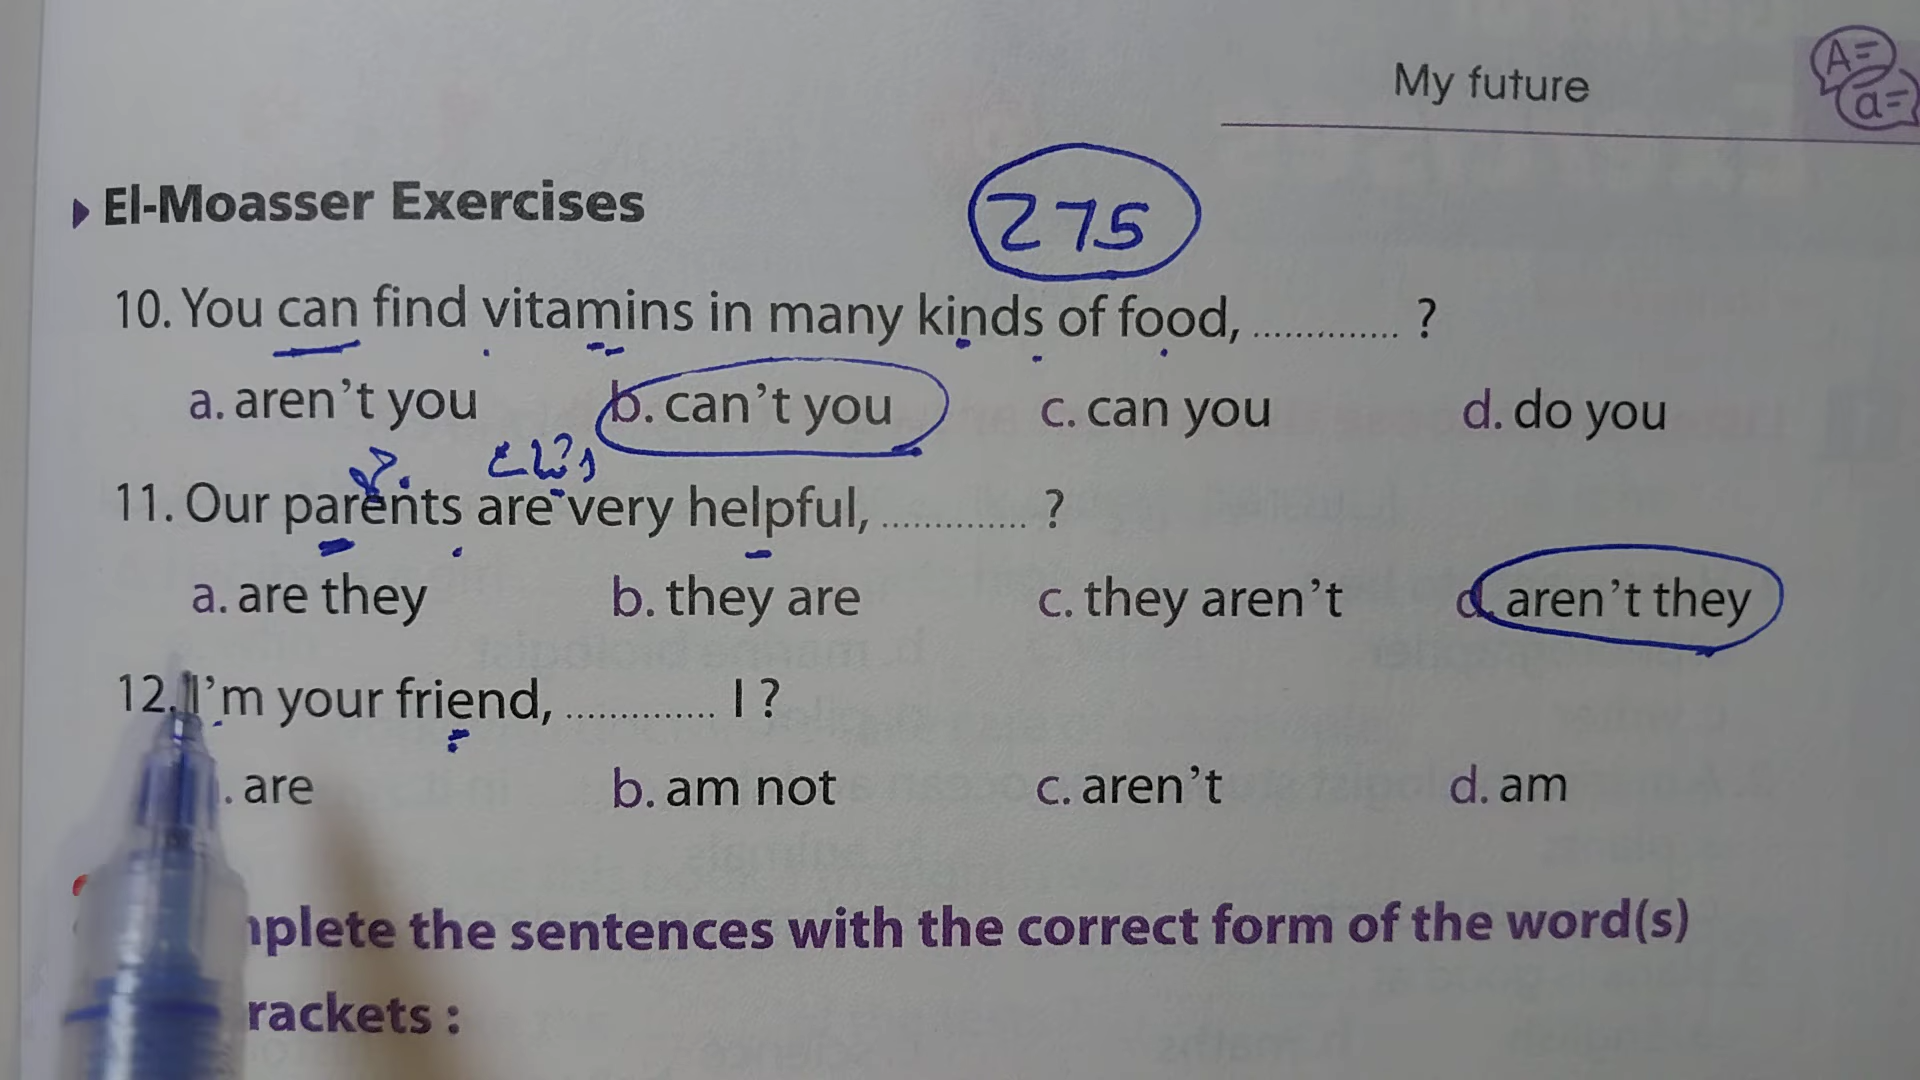 My future
A=
a=
El-Moasser Exercises
275
10. You can find vitamins in many kinds of food, .............. ?
a. aren't you b. can't you c. can you d. do you
11. Our parents are very helpful, .............. ?
a. are they b. they are c. they aren't d. aren't they
12. I'm your friend, .............. I ?
. are b. am not c. aren't d. am
mplete the sentences with the correct form of the word(s)
rackets :